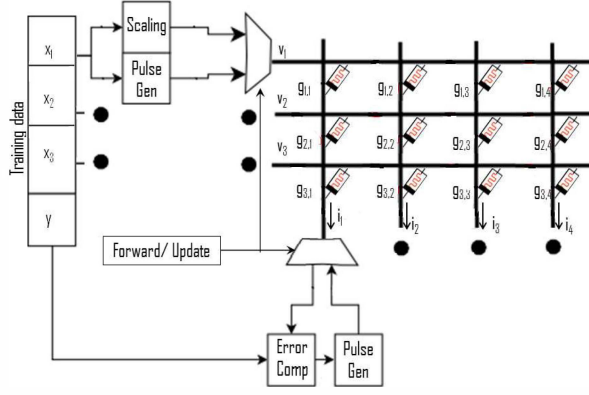 Training data
x1
x2
x3
y
Scaling
Pulse
Gen
v1
v2
v3
g1,1
g1,2
g1,3
g1,4
g2,1
g2,2
g2,3
g2,4
g3,1
g3,2
g3,3
g3,4
i1
i2
i3
i4
Forward/ Update
Error
Comp
Pulse
Gen